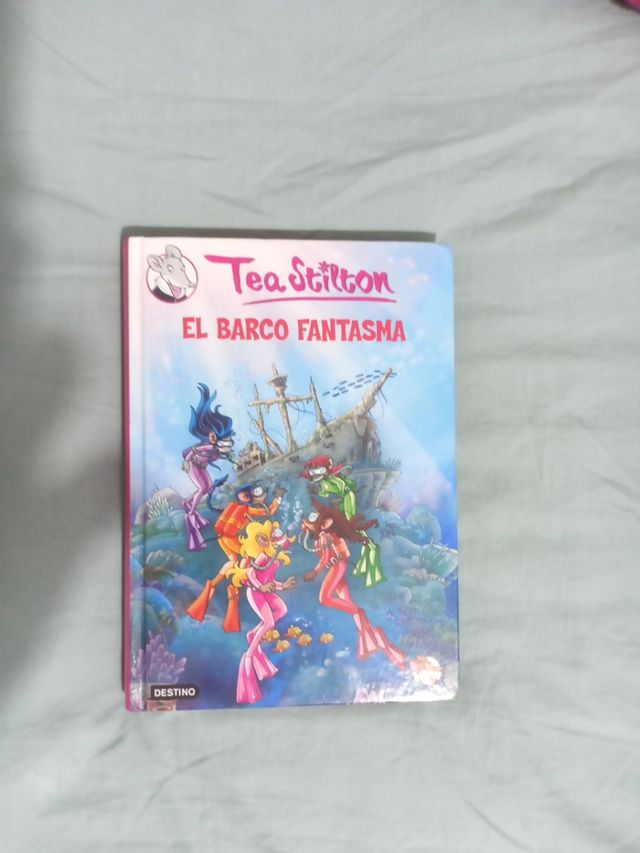 Tea Stilton
EL BARCO FANTASMA
DESTINO